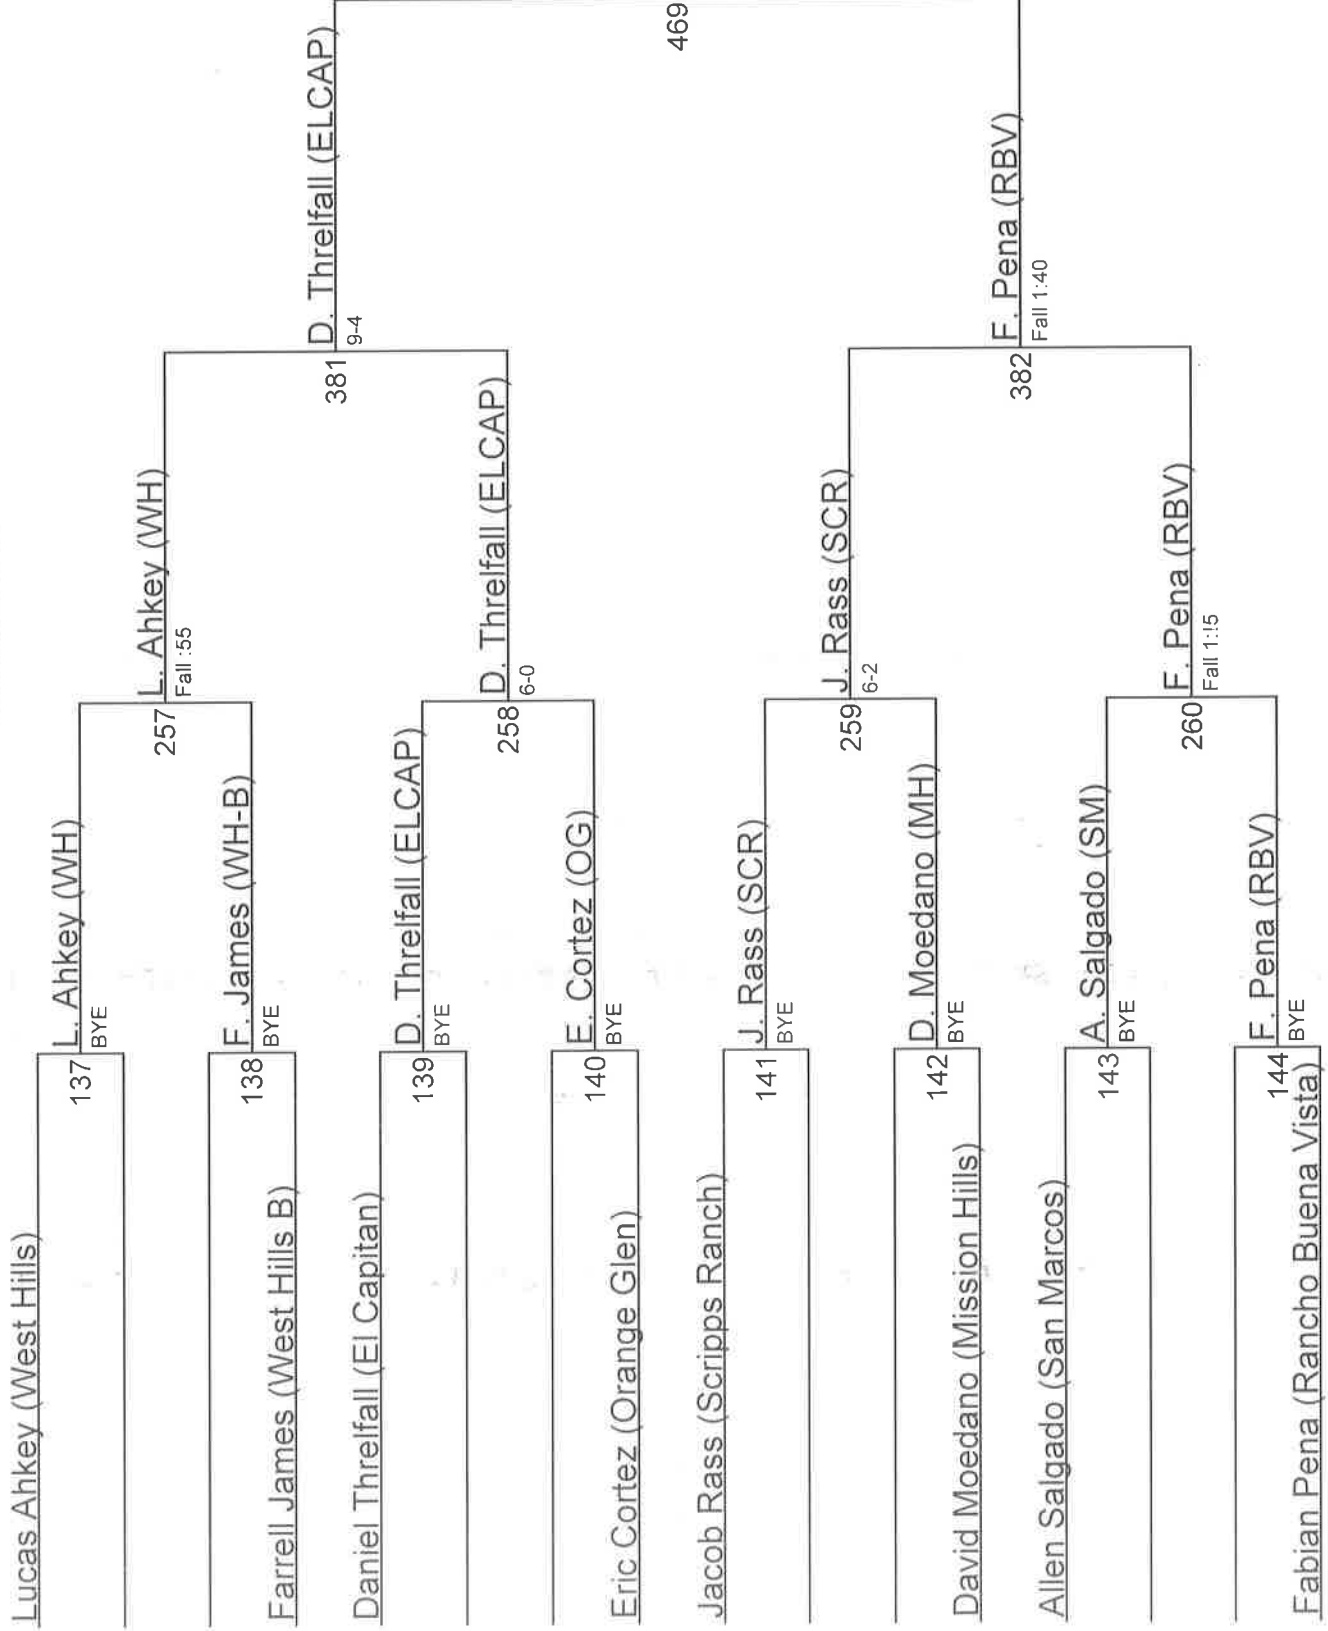 Lucas Ahkey (West Hills)
137
L. Ahkey (WH)
BYE
257
L. Ahkey (WH)
Fall :55
138
F. James (WH-B)
BYE
Farrell James (West Hills B)
381
D. Threlfall (ELCAP)
9-4
Daniel Threlfall (El Capitan)
139
D. Threlfall (ELCAP)
BYE
258
D. Threlfall (ELCAP)
6-0
140
E. Cortez (OG)
BYE
Eric Cortez (Orange Glen)
469
Jacob Rass (Scripps Ranch)
141
J. Rass (SCR)
BYE
259
J. Rass (SCR)
6-2
142
D. Moedano (MH)
BYE
David Moedano (Mission Hills)
382
F. Pena (RBV)
Fall 1:40
Allen Salgado (San Marcos)
143
A. Salgado (SM)
BYE
260
F. Pena (RBV)
Fall 1:!5
144
F. Pena (RBV)
BYE
Fabian Pena (Rancho Buena Vista)